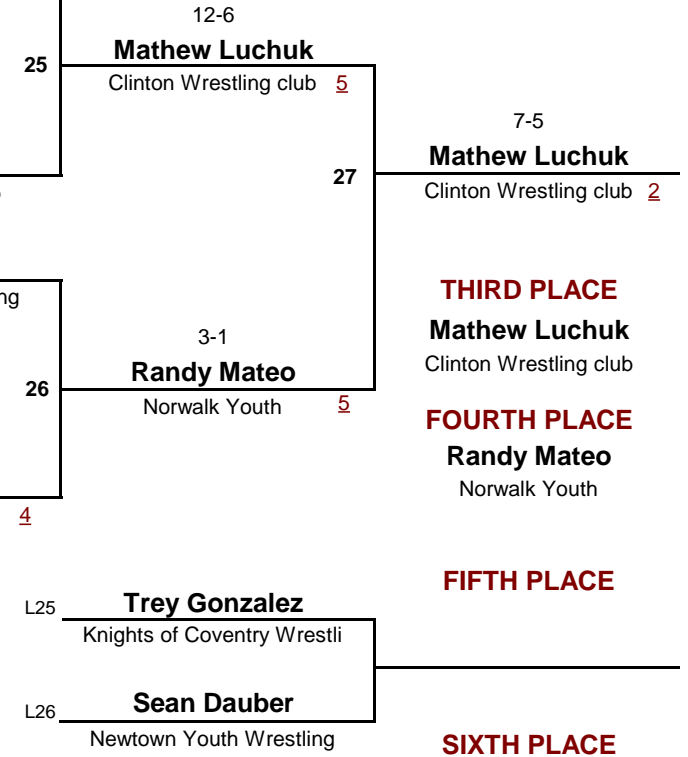 12-6
Mathew Luchuk
25
Clinton Wrestling club 5
7-5
Mathew Luchuk
27
Clinton Wrestling club 2
ng
THIRD PLACE
Mathew Luchuk
Clinton Wrestling club
3-1
Randy Mateo
26
Norwalk Youth 5
FOURTH PLACE
Randy Mateo
Norwalk Youth
4
FIFTH PLACE
L25
Trey Gonzalez
Knights of Coventry Wrestli
L26
Sean Dauber
Newtown Youth Wrestling
SIXTH PLACE